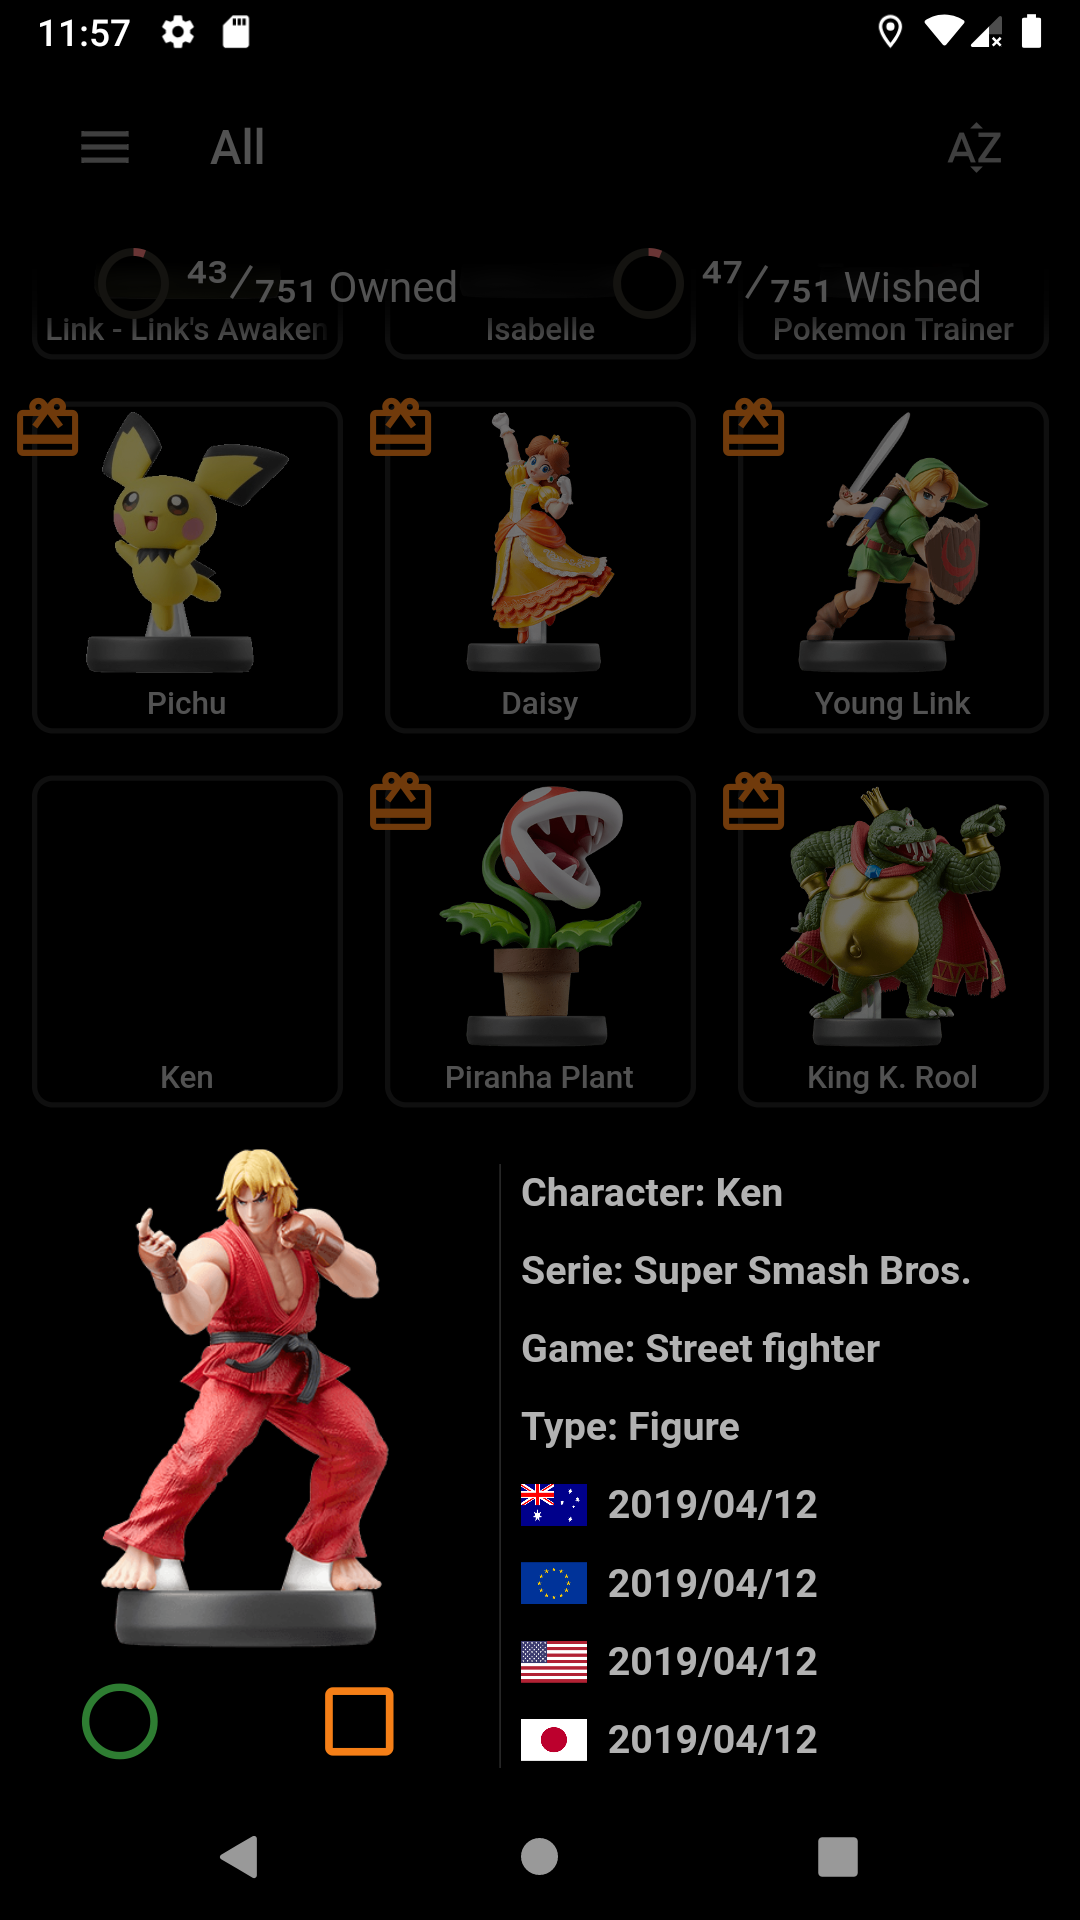 11:57
All
AZ
43/751 Owned
47/751 Wished
Link - Link's Awaken
Isabelle
Pokemon Trainer
Pichu
Daisy
Young Link
Ken
Piranha Plant
King K. Rool
Character: Ken
Serie: Super Smash Bros.
Game: Street fighter
Type: Figure
2019/04/12
2019/04/12
2019/04/12
2019/04/12